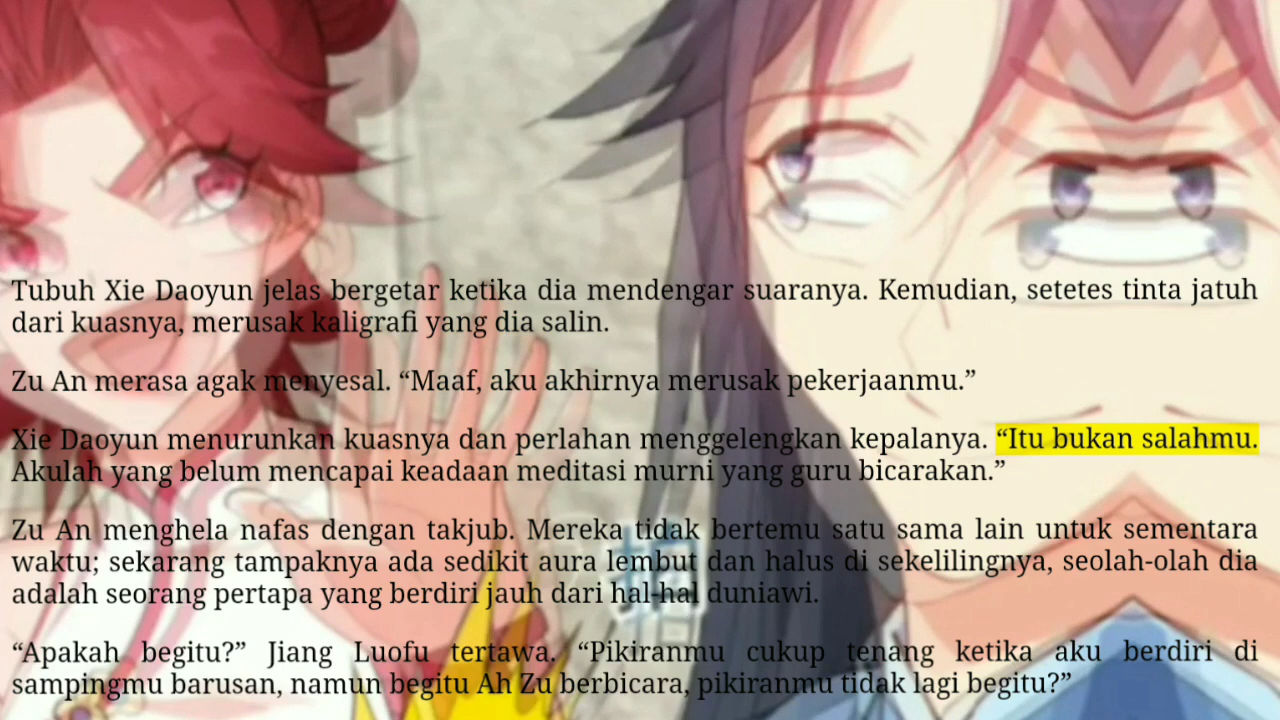 Tubuh Xie Daoyun jelas bergetar ketika dia mendengar suaranya. Kemudian, setetes tinta jatuh
dari kuasnya, merusak kaligrafi yang dia salin.
Zu An merasa agak menyesal. “Maaf, aku akhirnya merusak pekerjaanmu.”
Xie Daoyun menurunkan kuasnya dan perlahan menggelengkan kepalanya. “Itu bukan salahmu.
Akulah yang belum mencapai keadaan meditasi murni yang guru bicarakan.”
Zu An menghela nafas dengan takjub. Mereka tidak bertemu satu sama lain untuk sementara
waktu; sekarang tampaknya ada sedikit aura lembut dan halus di sekelilingnya, seolah-olah dia
adalah seorang pertapa yang berdiri jauh dari hal-hal duniawi.
“Apakah begitu?” Jiang Luofu tertawa. “Pikiranmu cukup tenang ketika aku berdiri di
sampingmu barusan, namun begitu Ah Zu berbicara, pikiranmu tidak lagi begitu?”